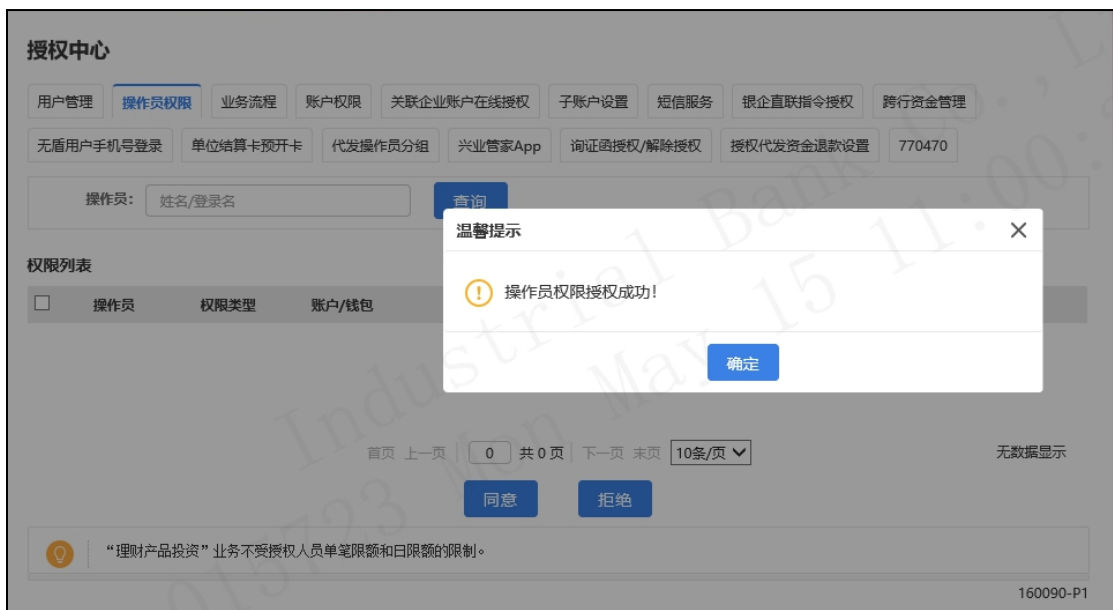 授权中心
用户管理 操作员权限 业务流程 账户权限 关联企业账户在线授权 子账户设置 短信服务 银企直联指令授权 跨行资金管理
无盾用户手机号登录 单位结算卡预开卡 代发操作员分组 兴业管家App 询证函授权/解除授权 授权代发资金退款设置 770470
操作员: 姓名/登录名 查询
温馨提示
权限列表
操作员权限授权成功!
操作员 权限类型 账户/钱包
确定
首页 上一页 0 共0页 下一页 末页 10条/页 无数据显示
同意 拒绝
“理财产品投资”业务不受授权人员单笔限额和日限额的限制。
160090-P1
Industrial Bank Co.,L
015723 Mon May 15 11:00: